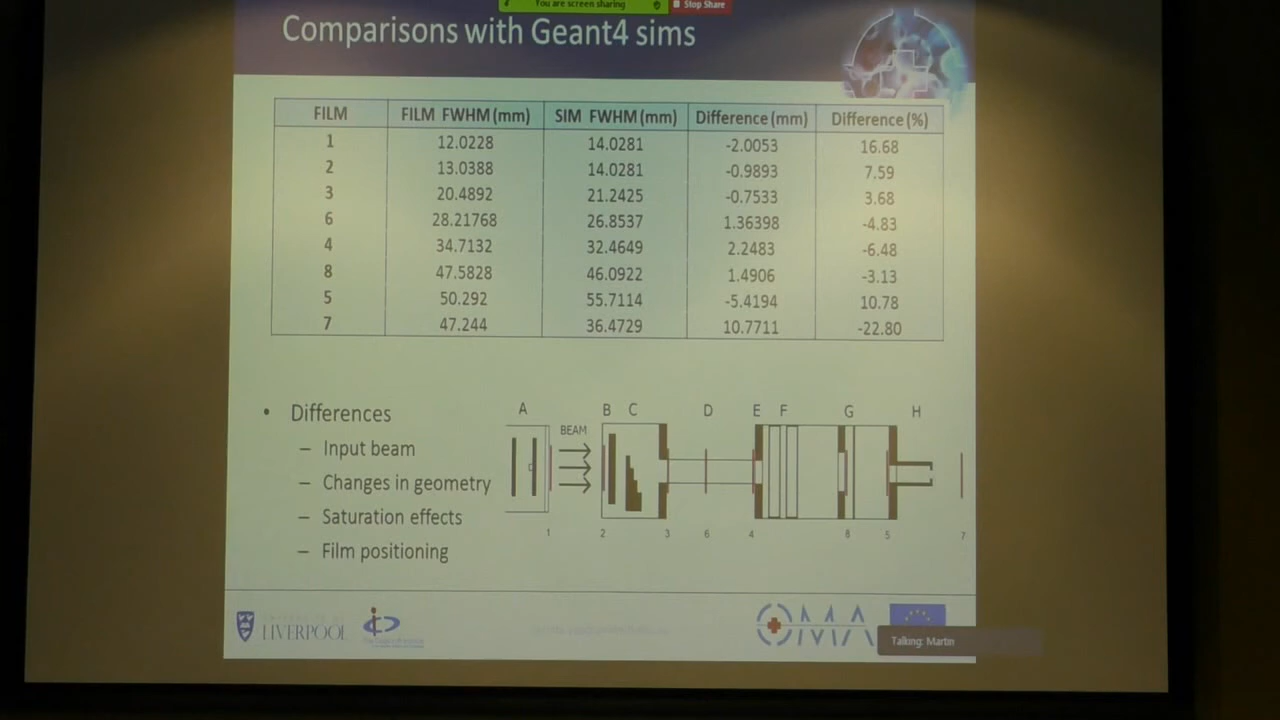 You are screen sharing Stop Share
Comparisons with Geant4 sims
FILM FILM FWHM (mm) SIM FWHM (mm) Difference (mm) Difference (%)
1 12.0228 14.0281 -2.0053 16.68
2 13.0388 14.0281 -0.9893 7.59
3 20.4892 21.2425 -0.7533 3.68
6 28.21768 26.8537 1.36398 -4.83
4 34.7132 32.4649 2.2483 -6.48
8 47.5828 46.0922 1.4906 -3.13
5 50.292 55.7114 -5.4194 10.78
7 47.244 36.4729 10.7711 -22.80
• Differences
– Input beam
– Changes in geometry
– Saturation effects
– Film positioning
A B C D E F G H
BEAM
1 2 3 6 4 8 5 7
LIVERPOOL
OMA
Talking: Martin